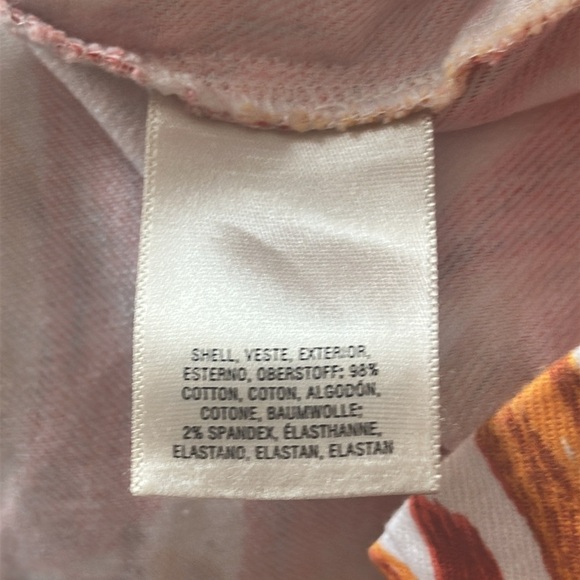 SHELL, VESTE, EXTERIOR,
ESTERNO, OBERSTOFF: 98%
COTTON, COTON, ALGODÓN,
COTONE, BAUMWOLLE;
2% SPANDEX, ÉLASTHANNE,
ELASTANO, ELASTAN, ELASTAN